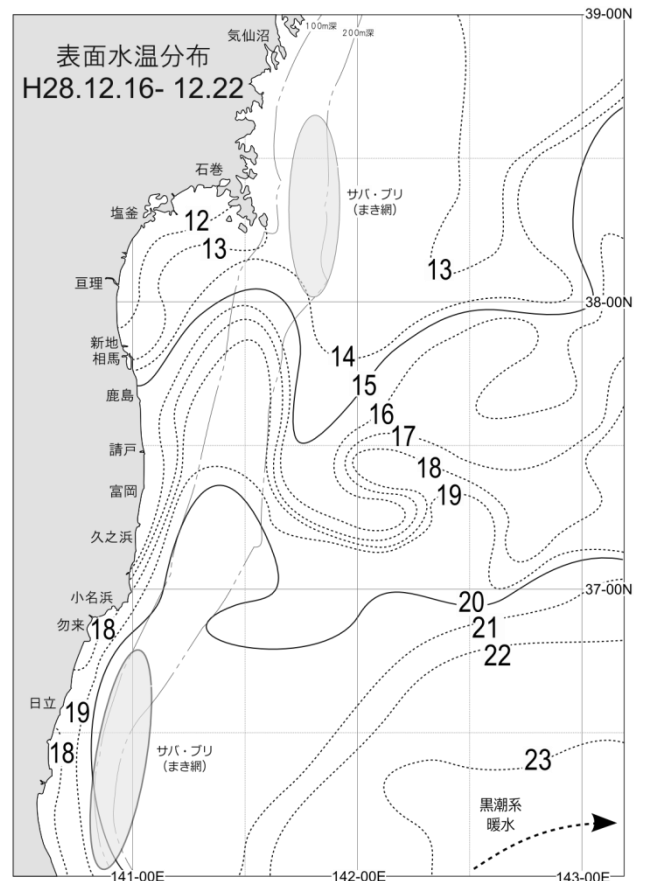 39-00N
気仙沼
100m深
200m深
表面水温分布
H28.12.16- 12.22
石巻
サバ・ブリ
（まき網）
塩釜
12
13
13
亘理
38-00N
新地
相馬
14
15
鹿島
16
17
請戸
18
富岡
19
久之浜
37-00N
小名浜
20
勿来
18
21
22
日立
19
18
サバ・ブリ
（まき網）
23
黒潮系
暖水
141-00E
142-00E
143-00E